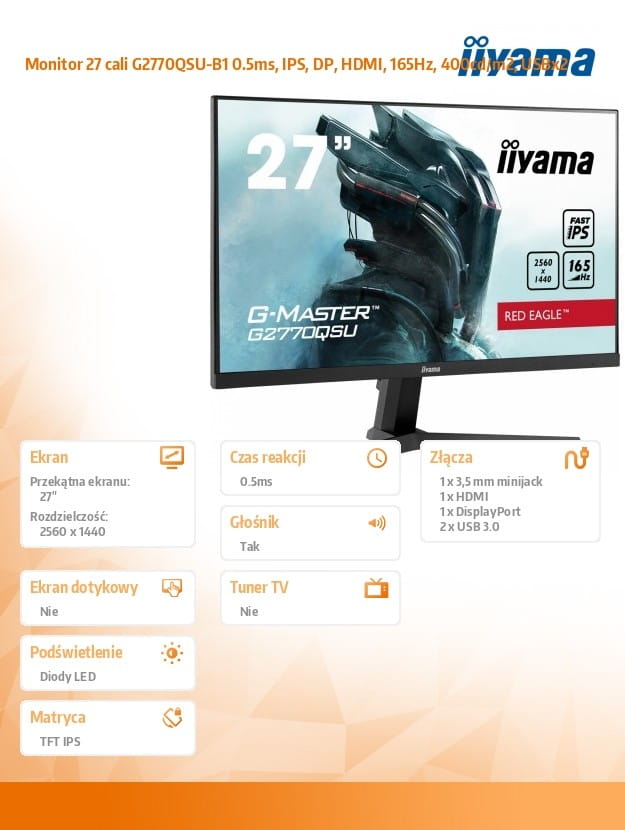 iiyama
Monitor 27 cali G2770QSU-B1 0.5ms, IPS, DP, HDMI, 165Hz, 400cd/m2, USBx2
27”
iiyama
FAST
IPS
2560
x
1440
165
Hz
G-MASTER™
G2770QSU
RED EAGLE™
iiyama
Ekran
Przekątna ekranu:
27"
Rozdzielczość:
2560 x 1440
Czas reakcji
0.5ms
Złącza
1 x 3,5 mm minijack
1 x HDMI
1 x DisplayPort
2 x USB 3.0
Głośnik
Tak
Ekran dotykowy
Nie
Tuner TV
Nie
Podświetlenie
Diody LED
Matryca
TFT IPS